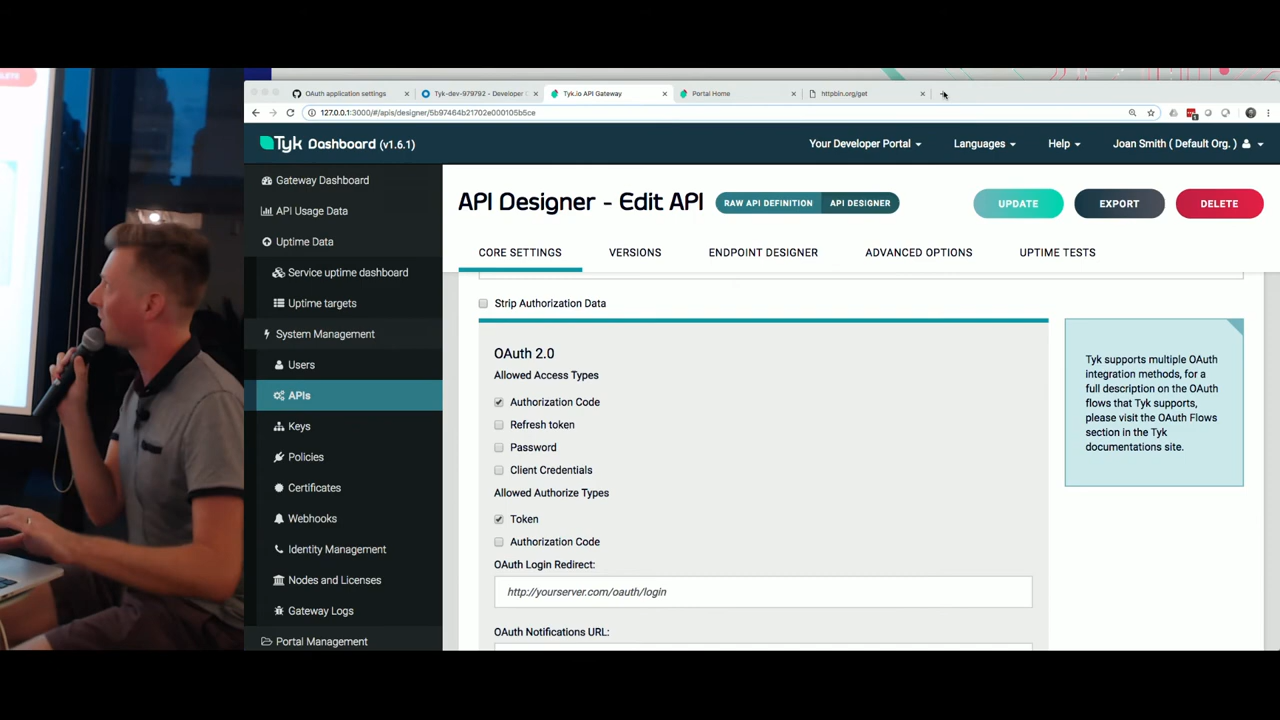 OAuth application settings
Tyk-dev-979792 - Developer C
Tyk.io API Gateway
Portal Home
httpbin.org/get
127.0.0.1:3000/#/apis/designer/5b97464b21702e000105b5ce
Tyk Dashboard (v1.6.1)
Your Developer Portal
Languages
Help
Joan Smith ( Default Org. )
Gateway Dashboard
API Usage Data
Uptime Data
Service uptime dashboard
Uptime targets
System Management
Users
APIs
Keys
Policies
Certificates
Webhooks
Identity Management
Nodes and Licenses
Gateway Logs
Portal Management
API Designer - Edit API
RAW API DEFINITION
API DESIGNER
UPDATE
EXPORT
DELETE
CORE SETTINGS
VERSIONS
ENDPOINT DESIGNER
ADVANCED OPTIONS
UPTIME TESTS
Strip Authorization Data
OAuth 2.0
Allowed Access Types
Authorization Code
Refresh token
Password
Client Credentials
Allowed Authorize Types
Token
Authorization Code
OAuth Login Redirect:
http://yourserver.com/oauth/login
OAuth Notifications URL:
Tyk supports multiple OAuth
integration methods, for a
full description on the OAuth
flows that Tyk supports,
please visit the OAuth Flows
section in the Tyk
documentations site.